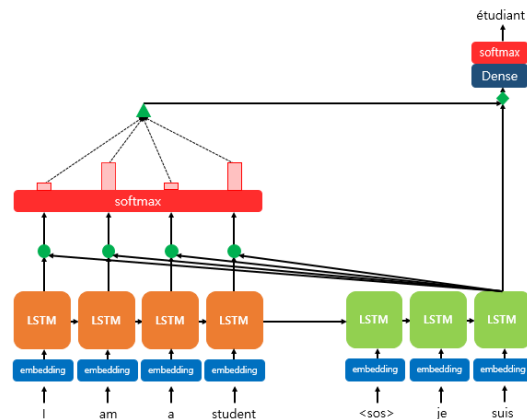 étudiant
softmax
Dense
softmax
LSTM LSTM LSTM LSTM LSTM LSTM LSTM
embedding embedding embedding embedding embedding embedding embedding
I am a student <sos> je suis